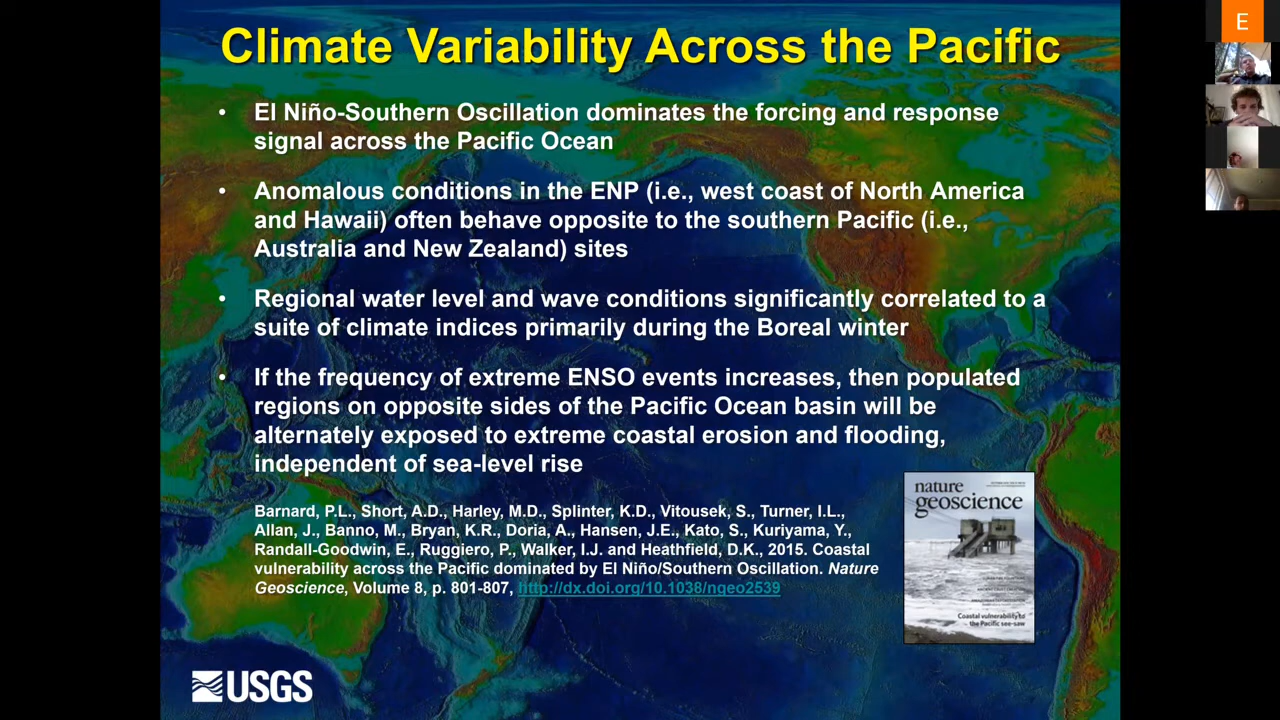 Climate Variability Across the Pacific
• El Niño-Southern Oscillation dominates the forcing and response
signal across the Pacific Ocean
• Anomalous conditions in the ENP (i.e., west coast of North America
and Hawaii) often behave opposite to the southern Pacific (i.e.,
Australia and New Zealand) sites
• Regional water level and wave conditions significantly correlated to a
suite of climate indices primarily during the Boreal winter
• If the frequency of extreme ENSO events increases, then populated
regions on opposite sides of the Pacific Ocean basin will be
alternately exposed to extreme coastal erosion and flooding,
independent of sea-level rise
Barnard, P.L., Short, A.D., Harley, M.D., Splinter, K.D., Vitousek, S., Turner, I.L.,
Allan, J., Banno, M., Bryan, K.R., Doria, A., Hansen, J.E., Kato, S., Kuriyama, Y.,
Randall-Goodwin, E., Ruggiero, P., Walker, I.J. and Heathfield, D.K., 2015. Coastal
vulnerability across the Pacific dominated by El Niño/Southern Oscillation. Nature
Geoscience, Volume 8, p. 801-807, http://dx.doi.org/10.1038/ngeo2539
nature
geoscience
Coastal vulnerability to
the Pacific see-saw
USGS
E